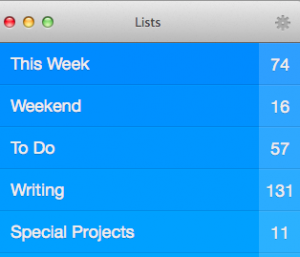 Lists
This Week 74
Weekend 16
To Do 57
Writing 131
Special Projects 11